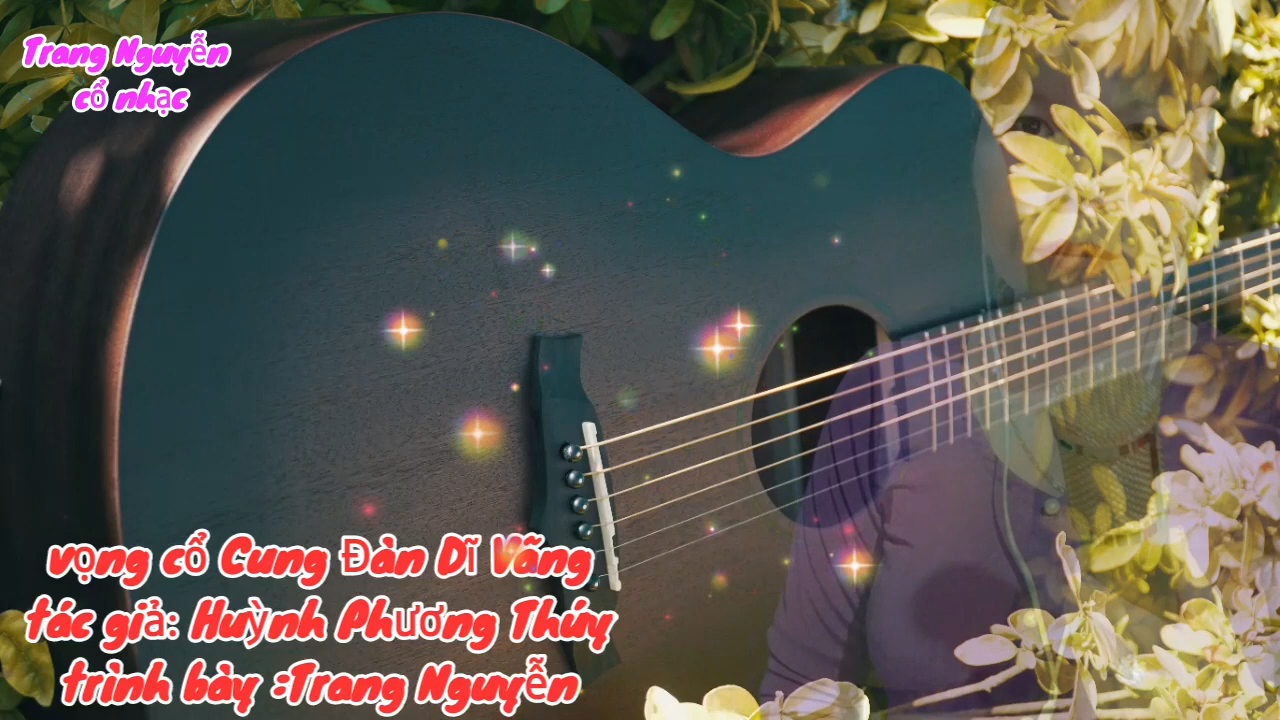 Trang Nguyễn
cổ nhạc
vọng cổ Cung Đàn Dĩ Vãng
tác giả: Huỳnh Phương Thúy
trình bày :Trang Nguyễn